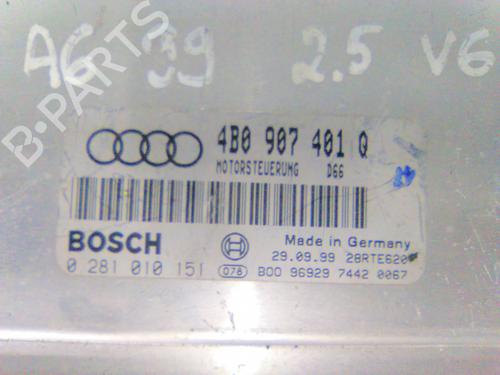 A6 99 2.5 V6
4B0 907 401 Q
MOTORSTEUERUNG D66
BOSCH
Made in Germany
29.09.99 28RTE620
0 281 010 151 078 B00 96929 7442 0067